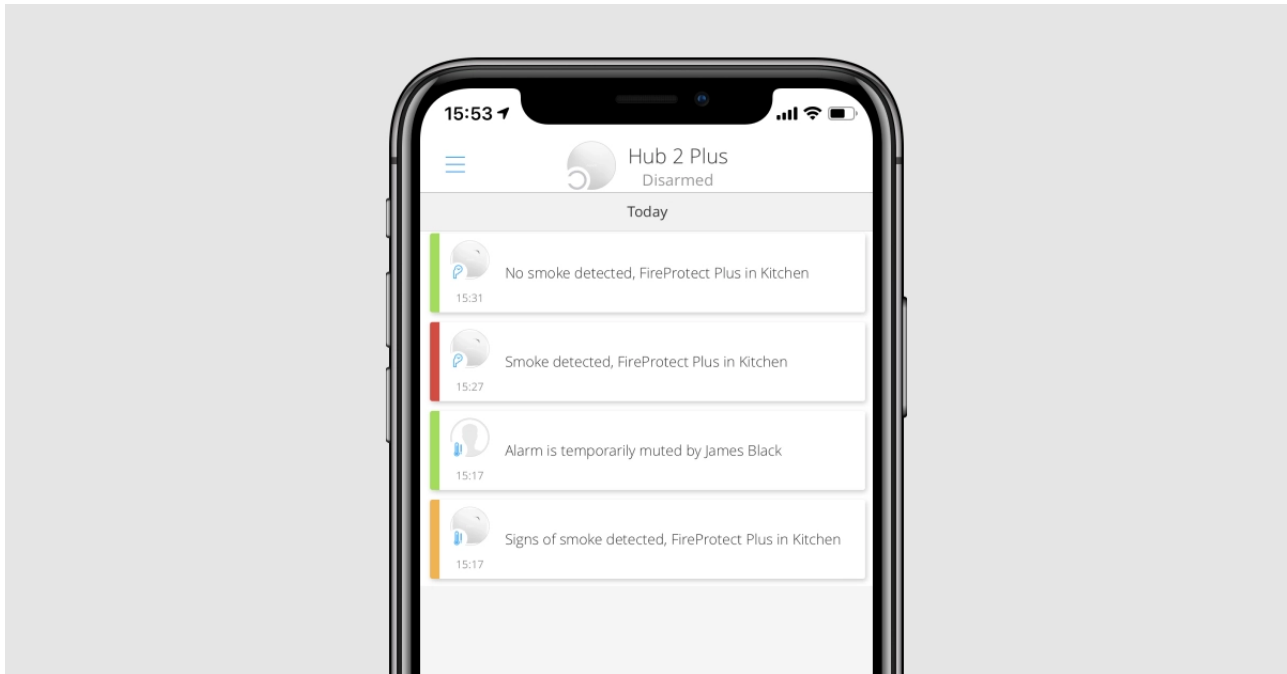 15:53
Hub 2 Plus
Disarmed
Today
No smoke detected, FireProtect Plus in Kitchen
15:31
Smoke detected, FireProtect Plus in Kitchen
15:27
Alarm is temporarily muted by James Black
15:17
Signs of smoke detected, FireProtect Plus in Kitchen
15:17